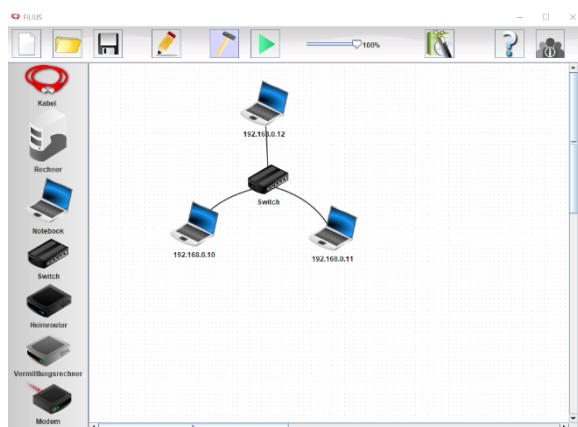 FILIUS
100%
Kabel
Rechner
Notebook
Switch
Heimrouter
Vermittlungsrechner
Modem
192.168.0.12
Switch
192.168.0.10
192.168.0.11